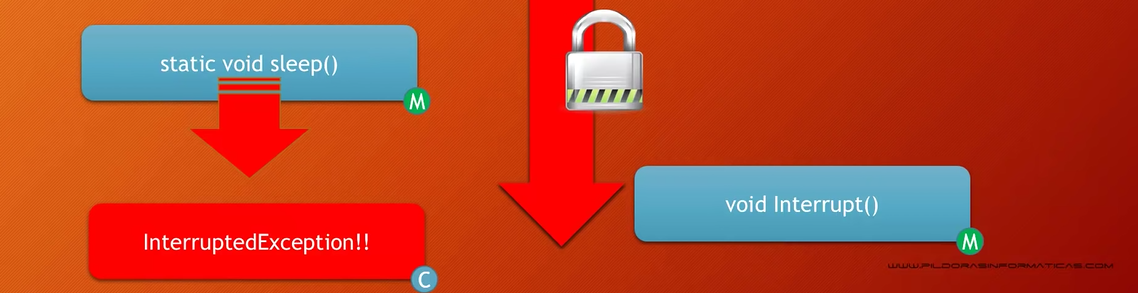 static void sleep()
M
InterruptedException!!
C
void Interrupt()
M
WWW.PILDORASINFORMATICAS.COM